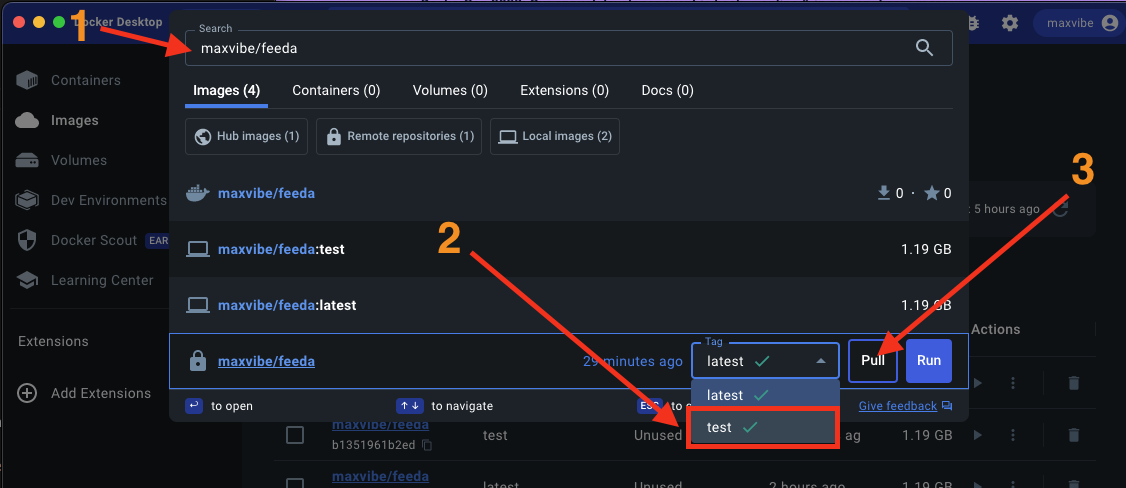 1
Docker Desktop
maxvibe
Search
maxvibe/feeda
Images (4)
Containers (0)
Volumes (0)
Extensions (0)
Docs (0)
Hub images (1)
Remote repositories (1)
Local images (2)
Containers
Images
Volumes
Dev Environments
Docker Scout EAR
Learning Center
Extensions
Add Extensions
maxvibe/feeda
0 · 0
3
5 hours ago
2
maxvibe/feeda:test
1.19 GB
maxvibe/feeda:latest
1.19 GB
Actions
maxvibe/feeda
29 minutes ago
Tag
latest
Pull
Run
latest
test
to open
to navigate
ESC to
Give feedback
maxvibe/feeda
b1351961b2ed
test
Unused
ag
1.19 GB
maxvibe/feeda
latest
Unused
2 hours ago
1.19 GB